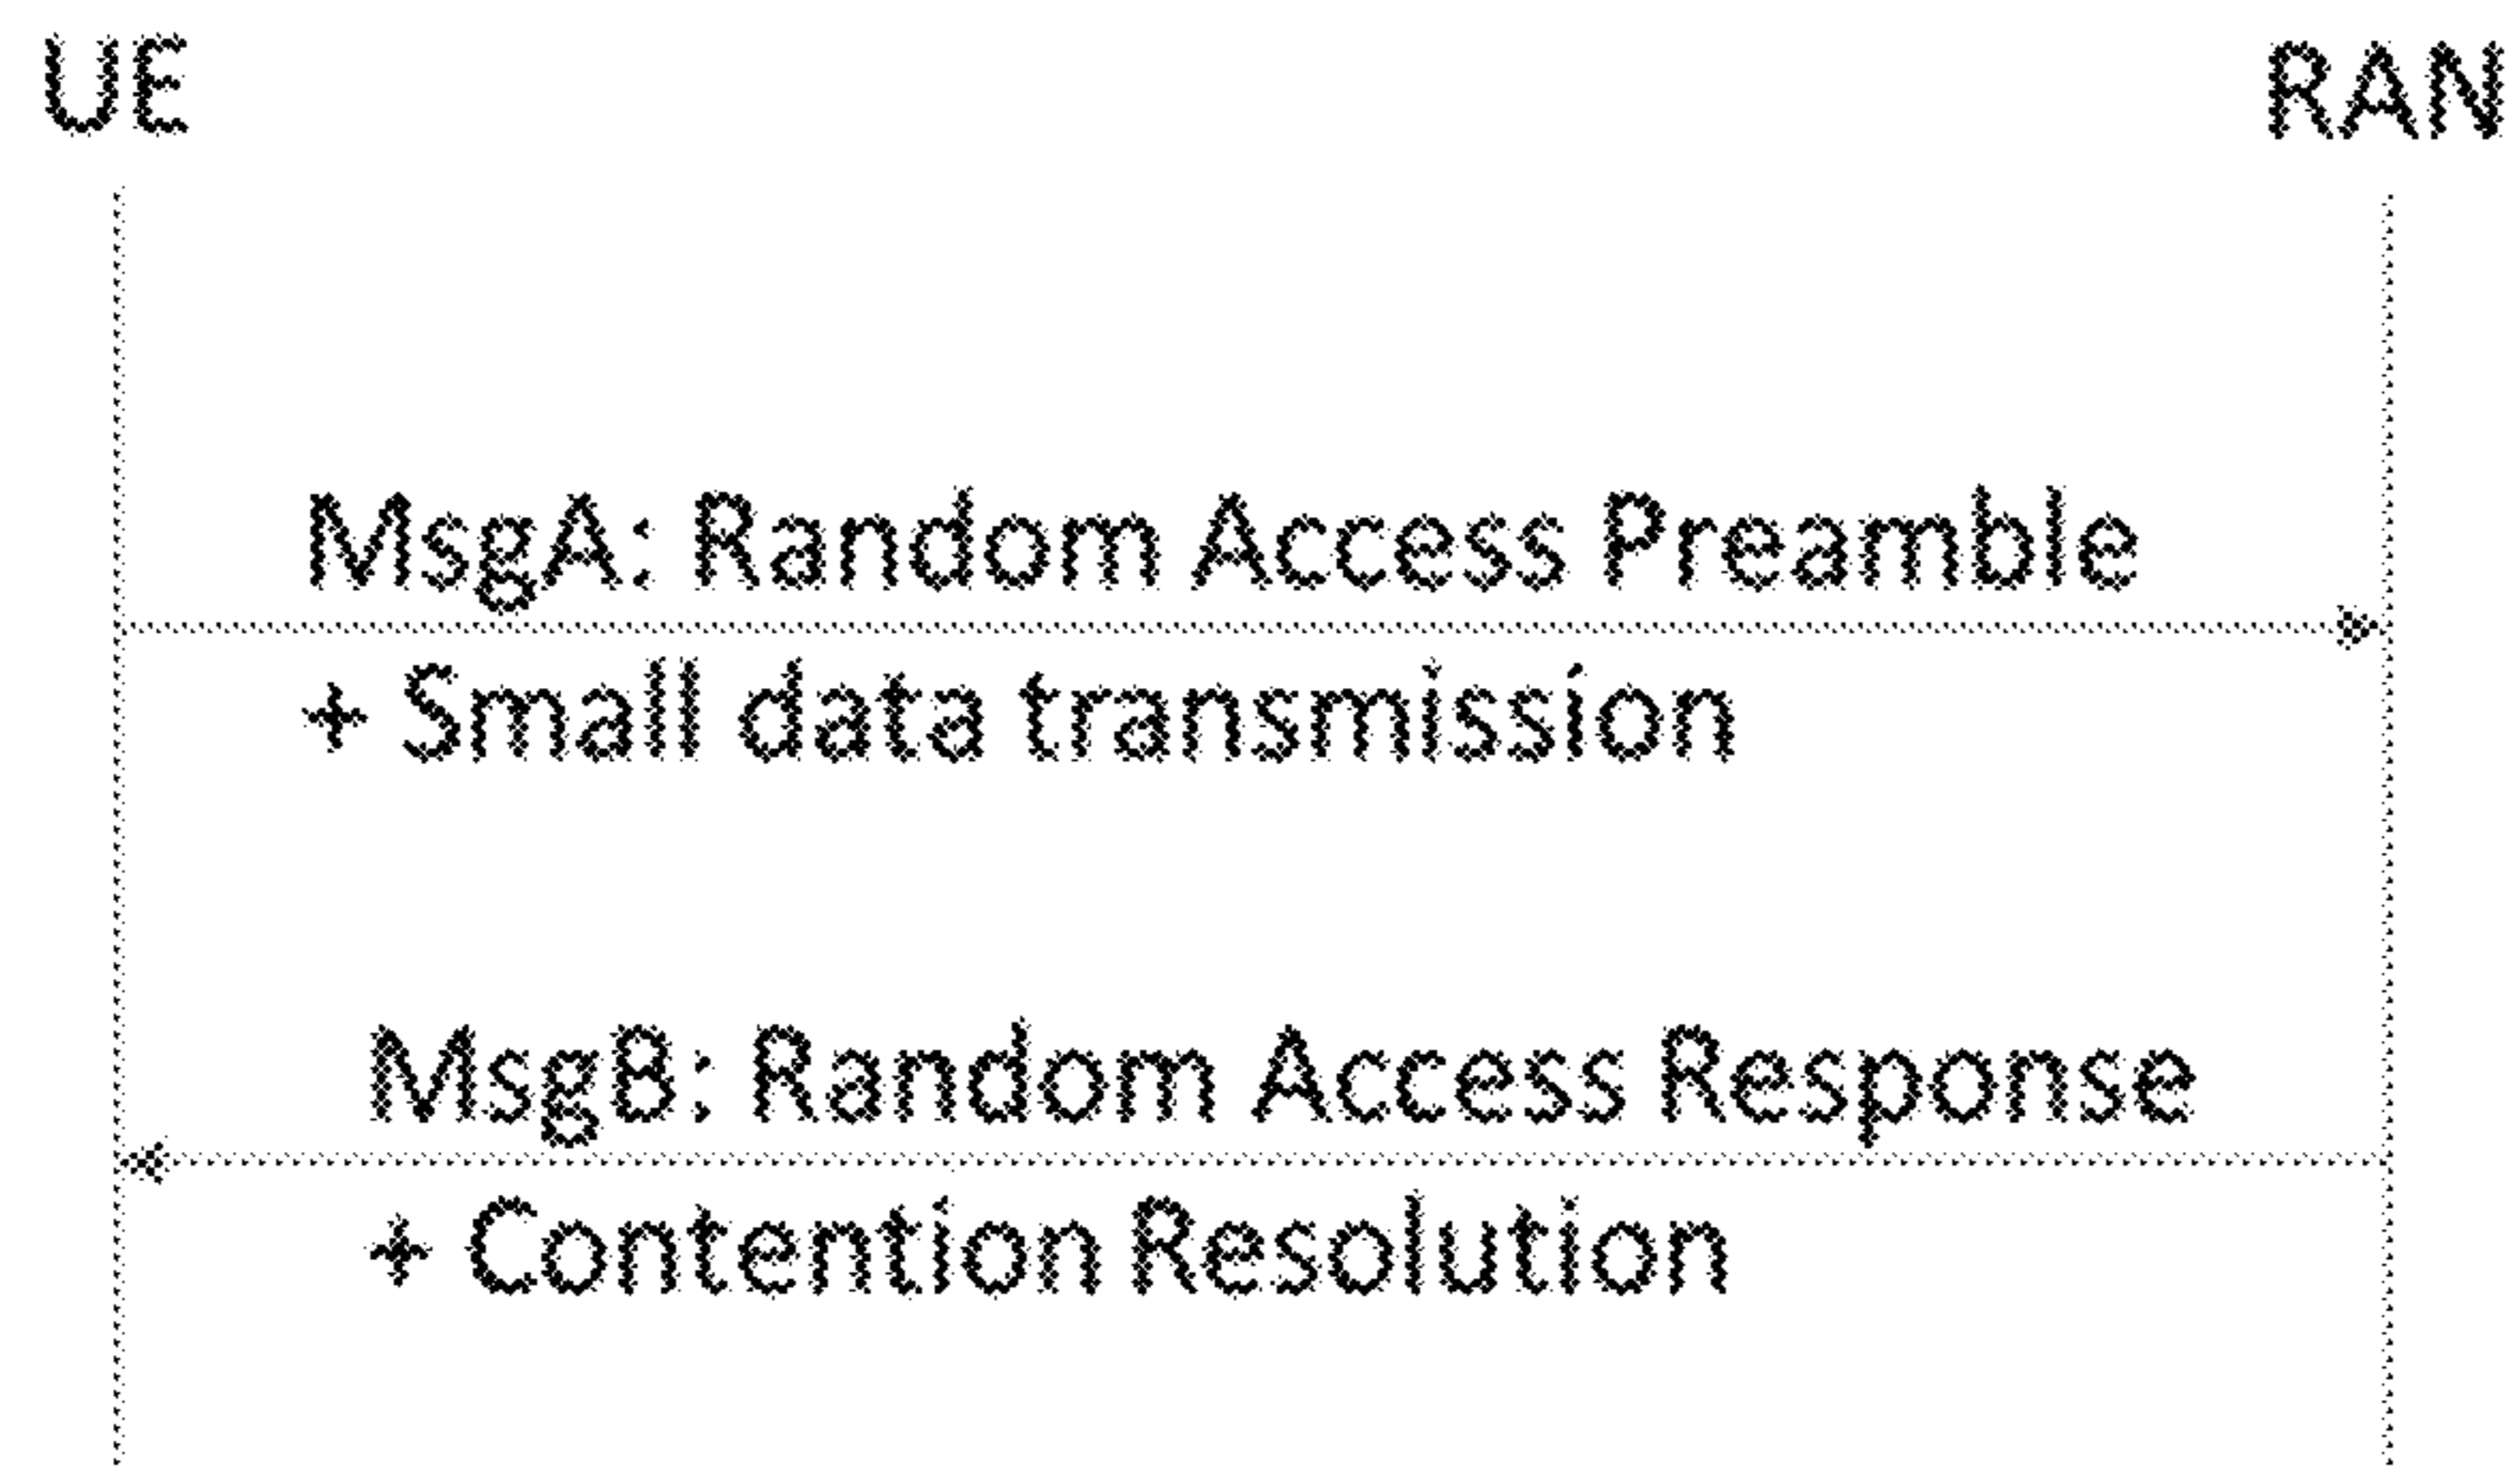 UE
RAN
MsgA: Random Access Preamble
+ Small data transmission
MsgB: Random Access Response
+ Contention Resolution